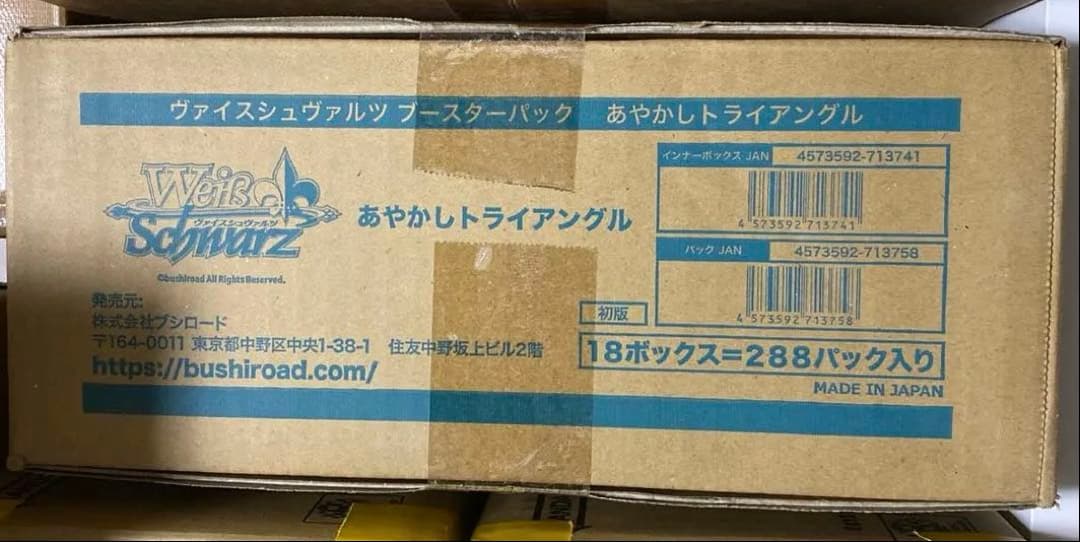 ヴァイスシュヴァルツ ブースターパック あやかしトライアングル
Weiß
ヴァイスシュヴァルツ
Schwarz
©bushiroad All Rights Reserved.
あやかしトライアングル
インナーボックス JAN 4573592-713741
4 573592 713741
パック JAN 4573592-713758
4 573592 713758
発売元:
株式会社ブシロード
〒164-0011 東京都中野区中央1-38-1 住友中野坂上ビル2階
https://bushiroad.com/
初版
18ボックス=288パック入り
MADE IN JAPAN